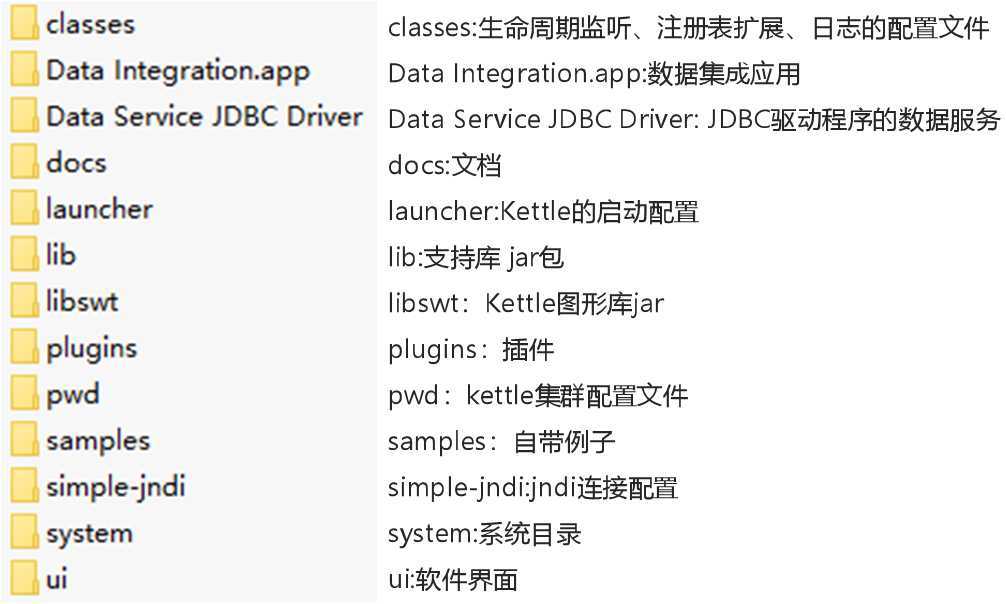 classes classes:生命周期监听、注册表扩展、日志的配置文件
Data Integration.app Data Integration.app:数据集成应用
Data Service JDBC Driver Data Service JDBC Driver: JDBC驱动程序的数据服务
docs docs:文档
launcher launcher:Kettle的启动配置
lib lib:支持库 jar包
libswt libswt：Kettle图形库jar
plugins plugins：插件
pwd pwd：kettle集群配置文件
samples samples：自带例子
simple-jndi simple-jndi:jndi连接配置
system system:系统目录
ui ui:软件界面